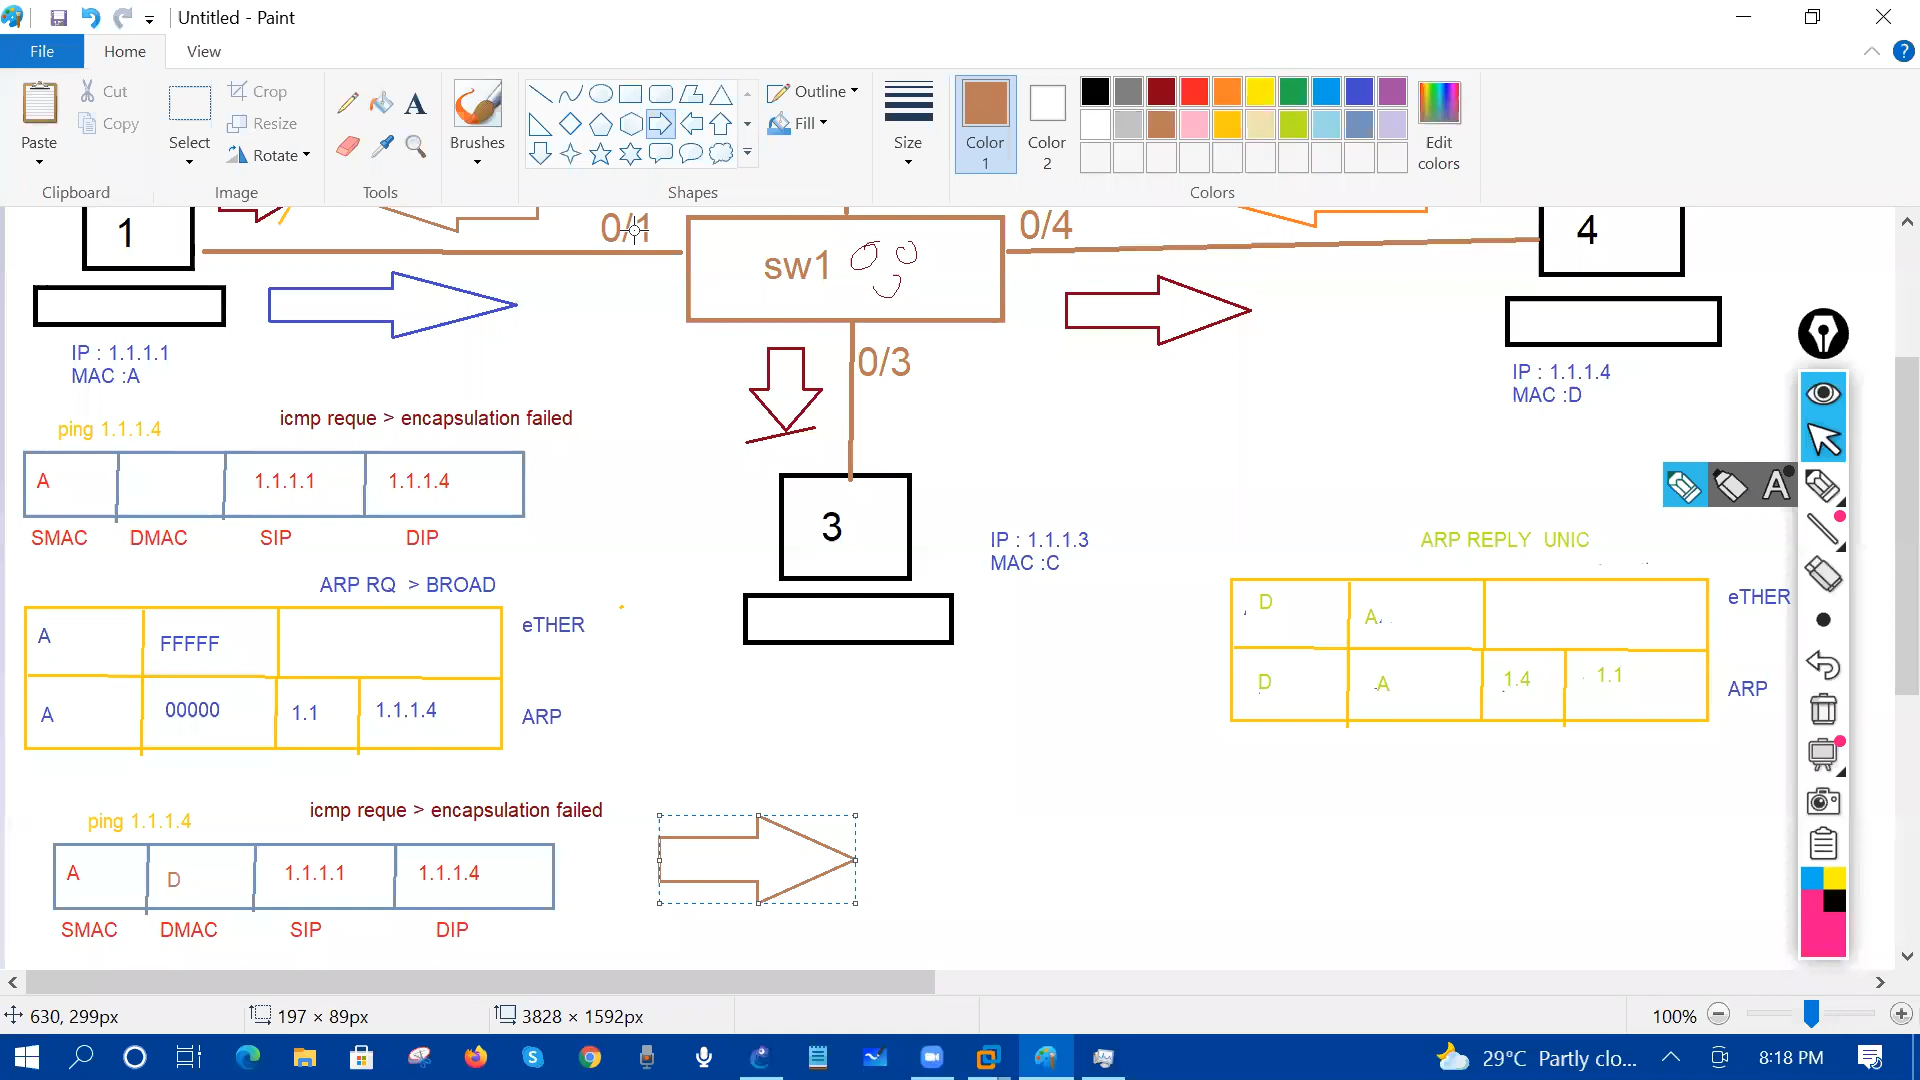 Untitled - Paint
File
Home
View
Paste
Cut
Copy
Clipboard
Select
Crop
Resize
Rotate
Image
A
Tools
Brushes
Shapes
Outline
Fill
Size
Color
1
Color
2
Edit
colors
Colors
?
1
0/1
sw1
0/4
4
0/3
IP : 1.1.1.1
MAC :A
IP : 1.1.1.4
MAC :D
ping 1.1.1.4
icmp reque > encapsulation failed
A
1.1.1.1
1.1.1.4
SMAC
DMAC
SIP
DIP
3
IP : 1.1.1.3
MAC :C
A
ARP RQ > BROAD
A
FFFFF
eTHER
A
00000
1.1
1.1.1.4
ARP
ARP REPLY UNIC
D
A
eTHER
D
A
1.4
1.1
ARP
ping 1.1.1.4
icmp reque > encapsulation failed
A
D
1.1.1.1
1.1.1.4
SMAC
DMAC
SIP
DIP
630, 299px
197 × 89px
3828 × 1592px
100%
29°C Partly clo...
8:18 PM